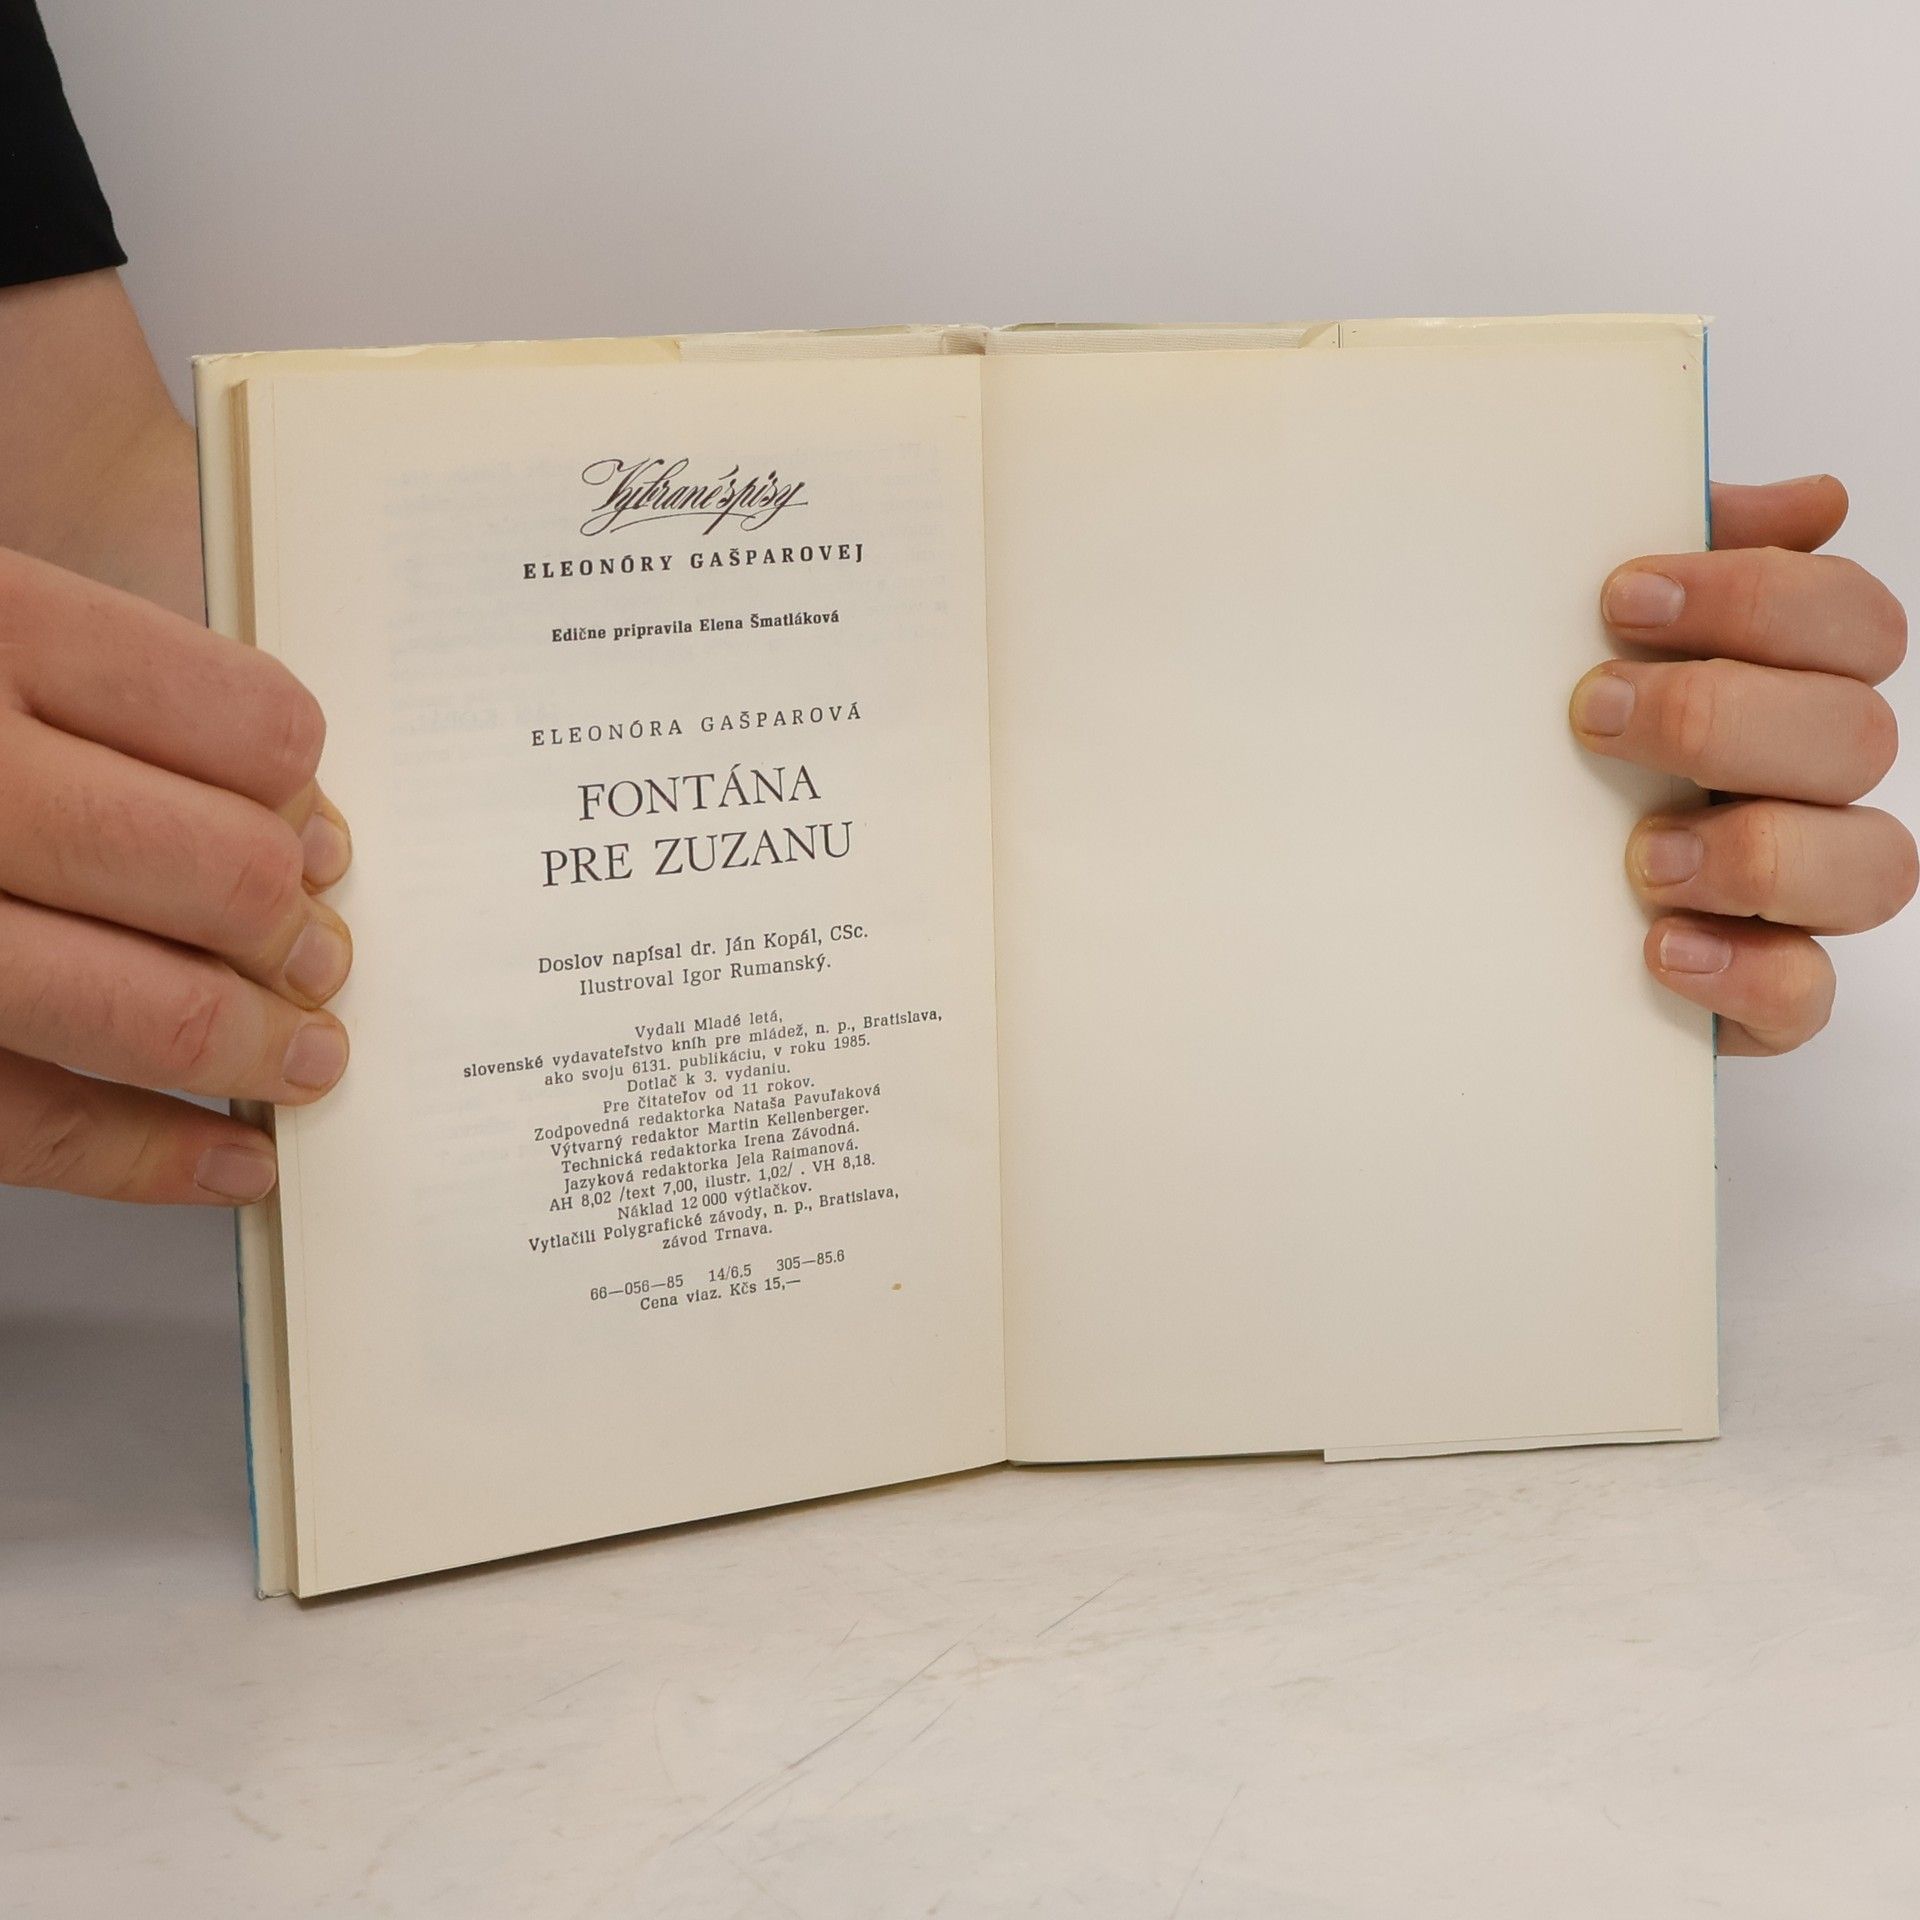 Vybrané spisy
ELEONÓRY GAŠPAROVEJ
Edične pripravila Elena Šmatláková
ELEONÓRA GAŠPAROVÁ
FONTÁNA
PRE ZUZANU
Doslov napísal dr. Ján Kopál, CSc.
Ilustroval Igor Rumanský.
Vydali Mladé letá,
slovenské vydavateľstvo kníh pre mládež, n. p., Bratislava,
ako svoju 6131. publikáciu, v roku 1985.
Dotlač k 3. vydaniu.
Pre čitateľov od 11 rokov.
Zodpovedná redaktorka Nataša Pavuľaková
Výtvarný redaktor Martin Kellenberger.
Technická redaktorka Irena Závodná.
Jazyková redaktorka Jela Raimanová.
AH 8,02 /text 7,00, ilustr. 1,02/ . VH 8,18.
Náklad 12 000 výtlačkov.
Vytlačili Polygrafické závody, n. p., Bratislava,
závod Trnava.
66—056—85 14/6.5 305—85.6
Cena viaz. Kčs 15,—